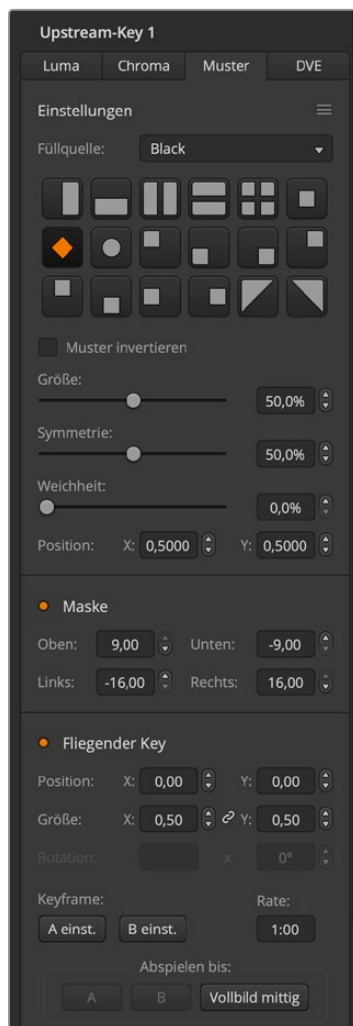 Upstream-Key 1
Luma Chroma Muster DVE
Einstellungen
Füllquelle: Black
Muster invertieren
Größe:
50,0%
Symmetrie:
50,0%
Weichheit:
0,0%
Position: X: 0,5000 Y: 0,5000
Maske
Oben: 9,00 Unten: -9,00
Links: -16,00 Rechts: 16,00
Fliegender Key
Position: X: 0,00 Y: 0,00
Größe: X: 0,50 Y: 0,50
Rotation: x 0°
Keyframe: Rate:
A einst. B einst. 1:00
Abspielen bis:
A B Vollbild mittig